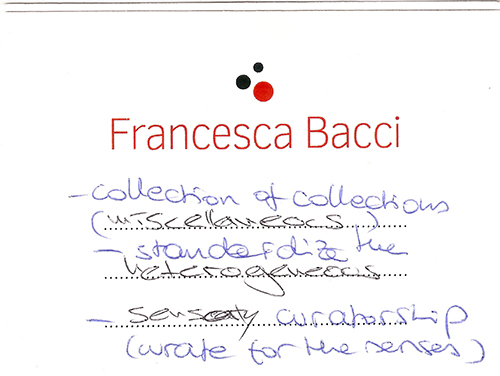 Francesca Bacci
- collection of collections
(miscellaneous)
- standardize the
heterogeneous
- sensory curatorship
(curate for the senses)